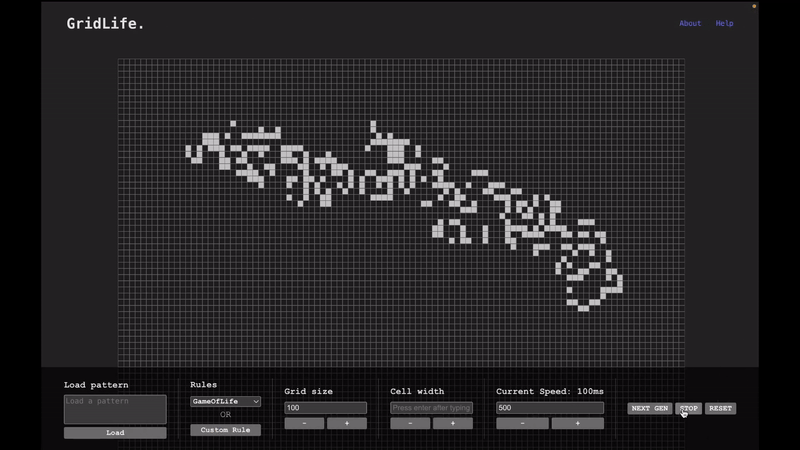 GridLife.
About
Help
Load pattern
Load a pattern
Load
Rules
GameOfLife
OR
Custom Rule
Grid size
100
-
+
Cell width
Press enter after typing
-
+
Current Speed: 100ms
500
-
+
NEXT GEN
STOP
RESET